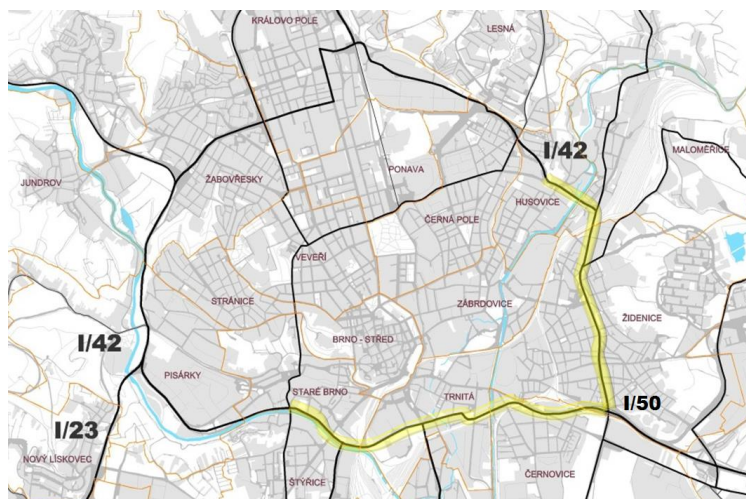 KRÁLOVO POLE
LESNÁ
I/42
MALOMĚŘICE
PONAVA
JUNDROV
ŽABOVŘESKY
HUSOVICE
ČERNÁ POLE
VEVEŘÍ
STRÁNICE
ZÁBRDOVICE
ŽIDENICE
I/42
BRNO - STŘED
PISÁRKY
STARÉ BRNO
TRNITÁ
I/50
I/23
NOVÝ LÍSKOVEC
ŠTÝŘICE
ČERNOVICE